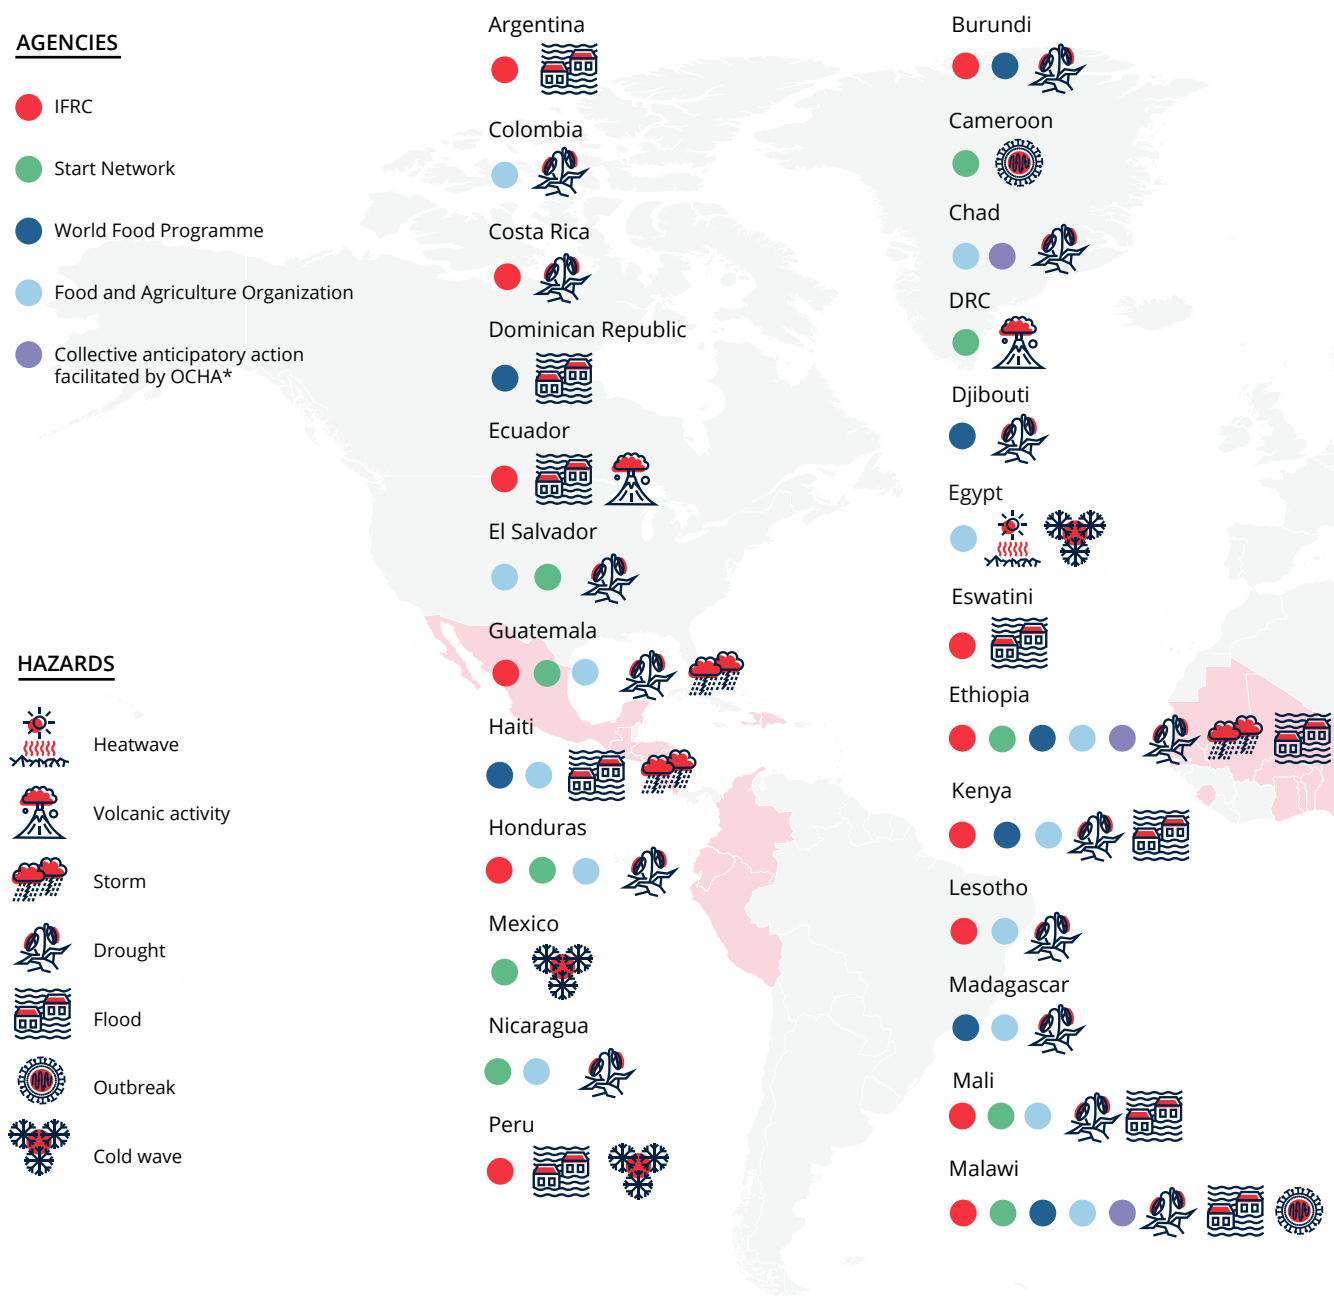 AGENCIES
IFRC
Start Network
World Food Programme
Food and Agriculture Organization
Collective anticipatory action
facilitated by OCHA*
HAZARDS
Heatwave
Volcanic activity
Storm
Drought
Flood
Outbreak
Cold wave
Argentina
Colombia
Costa Rica
Dominican Republic
Ecuador
El Salvador
Guatemala
Haiti
Honduras
Mexico
Nicaragua
Peru
Burundi
Cameroon
Chad
DRC
Djibouti
Egypt
Eswatini
Ethiopia
Kenya
Lesotho
Madagascar
Mali
Malawi